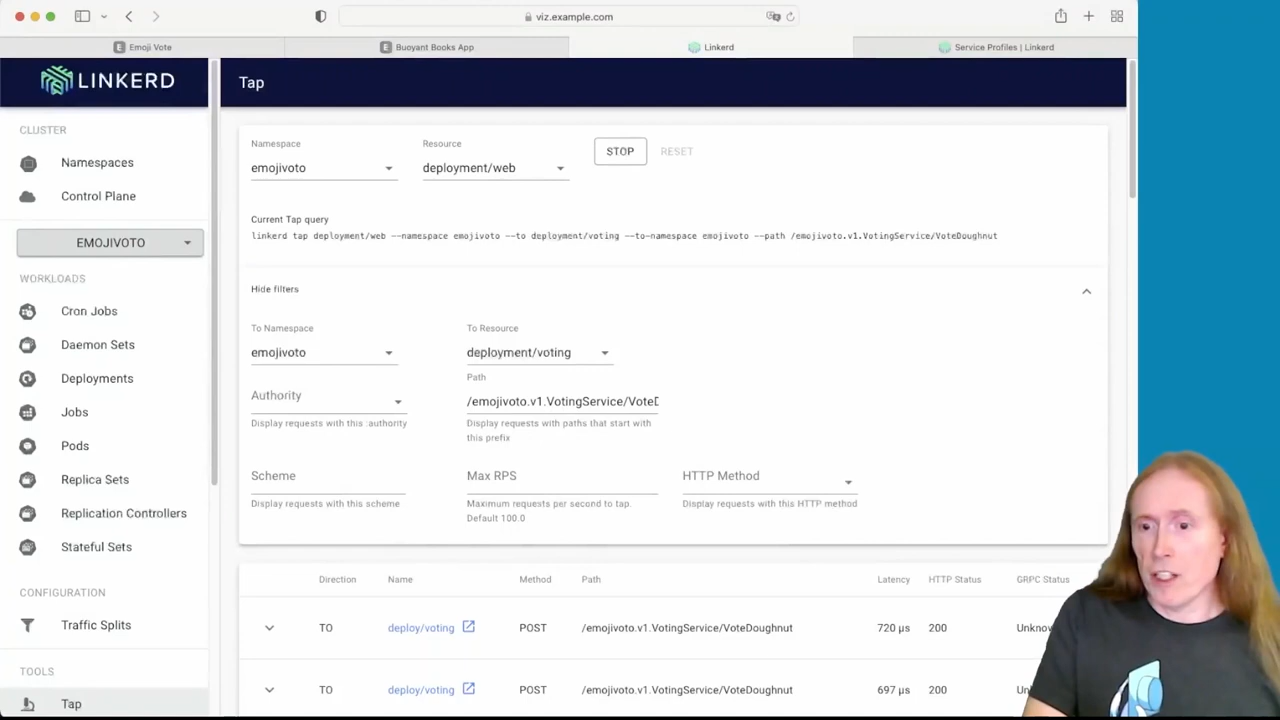 viz.example.com
Emoji Vote
Buoyant Books App
Linkerd
Service Profiles | Linkerd
LINKERD
Tap
CLUSTER
Namespaces
Control Plane
EMOJIVOTO
WORKLOADS
Cron Jobs
Daemon Sets
Deployments
Jobs
Pods
Replica Sets
Replication Controllers
Stateful Sets
CONFIGURATION
Traffic Splits
TOOLS
Tap
Namespace
Resource
emojivoto
deployment/web
STOP
RESET
Current Tap query
linkerd tap deployment/web --namespace emojivoto --to deployment/voting --to-namespace emojivoto --path /emojivoto.v1.VotingService/VoteDoughnut
Hide filters
To Namespace
To Resource
emojivoto
deployment/voting
Path
Authority
/emojivoto.v1.VotingService/Vote
Display requests with this :authority
Display requests with paths that start with
this prefix
Scheme
Max RPS
HTTP Method
Display requests with this scheme
Maximum requests per second to tap.
Default 100.0
Display requests with this HTTP method
Direction Name Method Path Latency HTTP Status GRPC Status
TO deploy/voting POST /emojivoto.v1.VotingService/VoteDoughnut 720 µs 200
TO deploy/voting POST /emojivoto.v1.VotingService/VoteDoughnut 697 µs 200